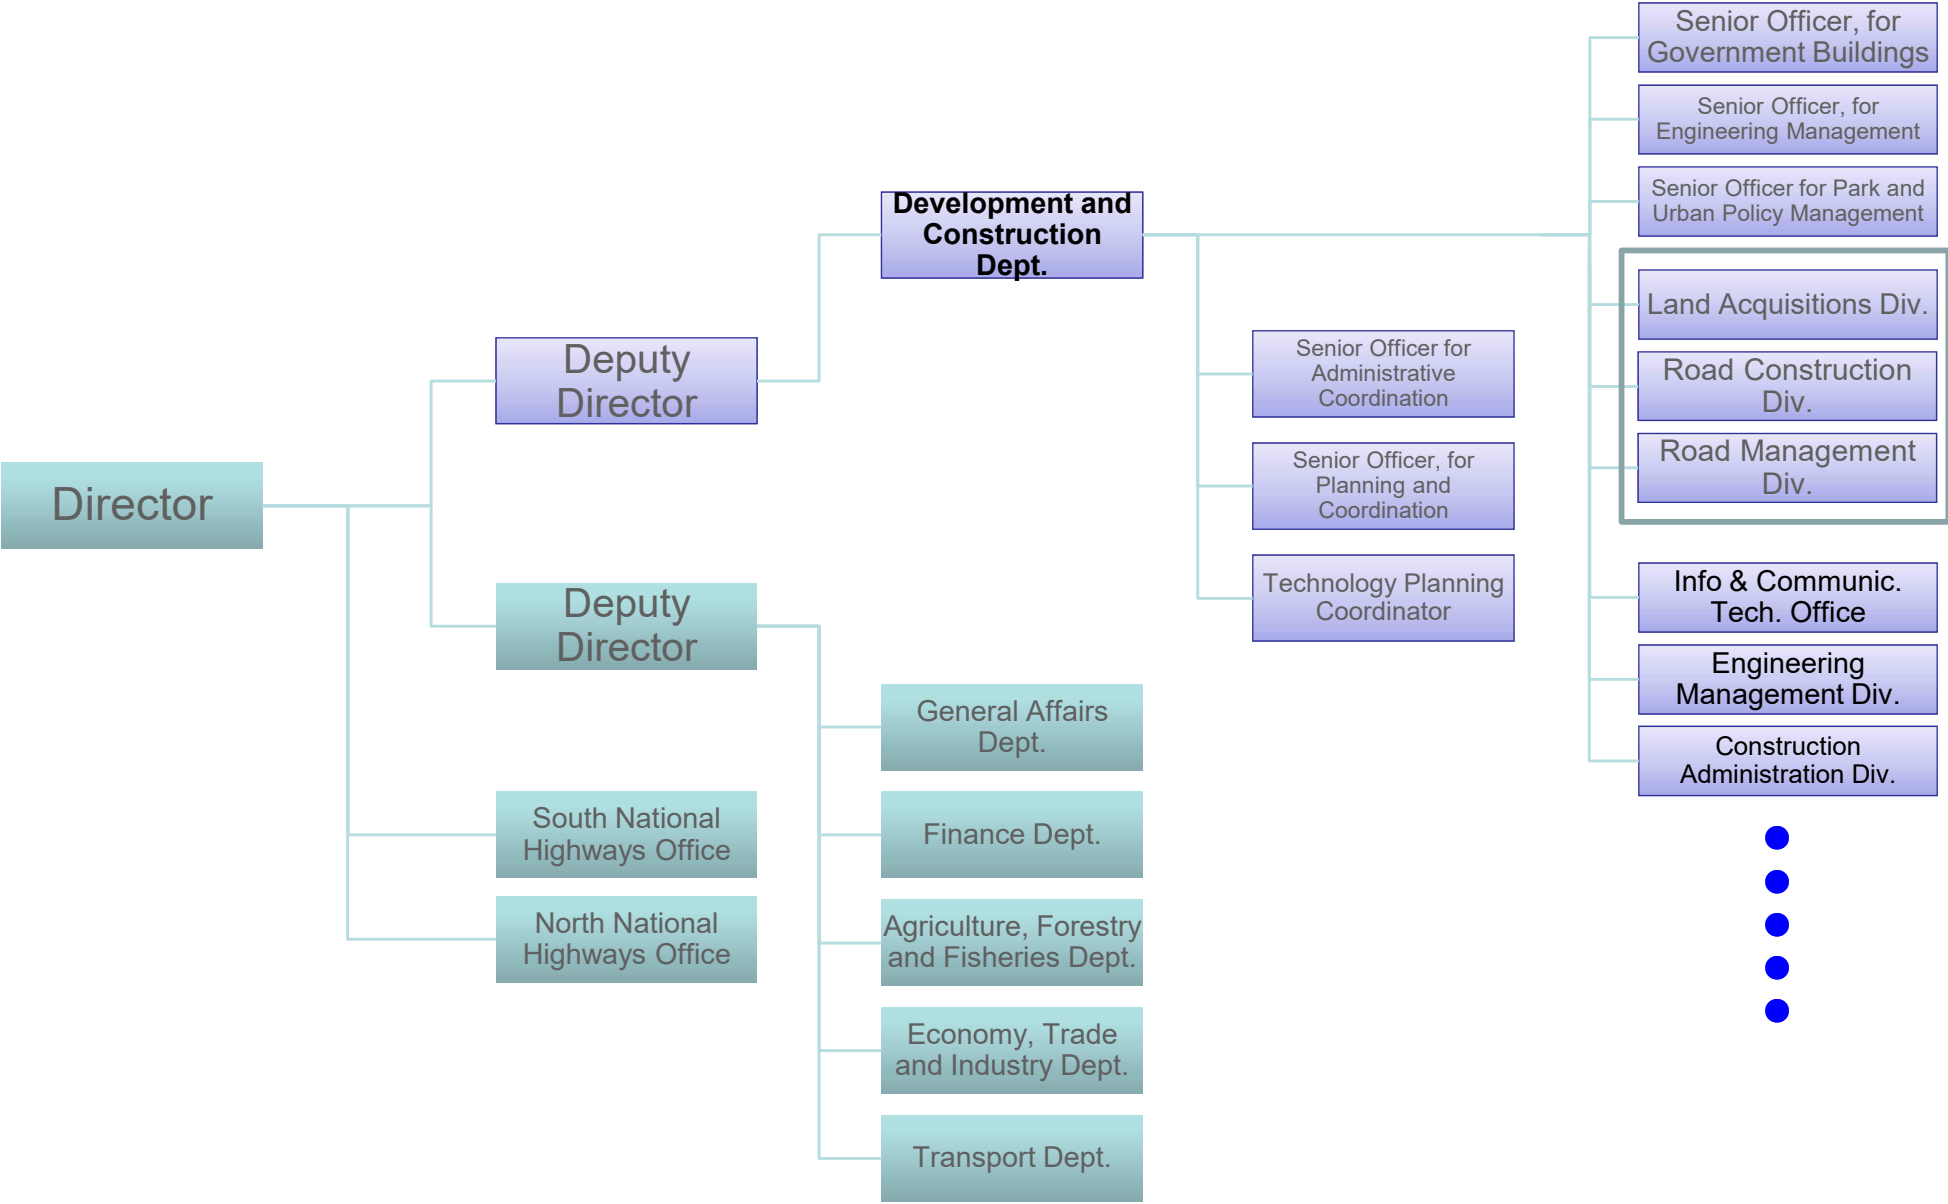 Director
Deputy
Director
Deputy
Director
South National
Highways Office
North National
Highways Office
Development and
Construction
Dept.
General Affairs
Dept.
Finance Dept.
Agriculture, Forestry
and Fisheries Dept.
Economy, Trade
and Industry Dept.
Transport Dept.
Senior Officer for
Administrative
Coordination
Senior Officer, for
Planning and
Coordination
Technology Planning
Coordinator
Senior Officer, for
Government Buildings
Senior Officer, for
Engineering Management
Senior Officer for Park and
Urban Policy Management
Land Acquisitions Div.
Road Construction
Div.
Road Management
Div.
Info & Communic.
Tech. Office
Engineering
Management Div.
Construction
Administration Div.